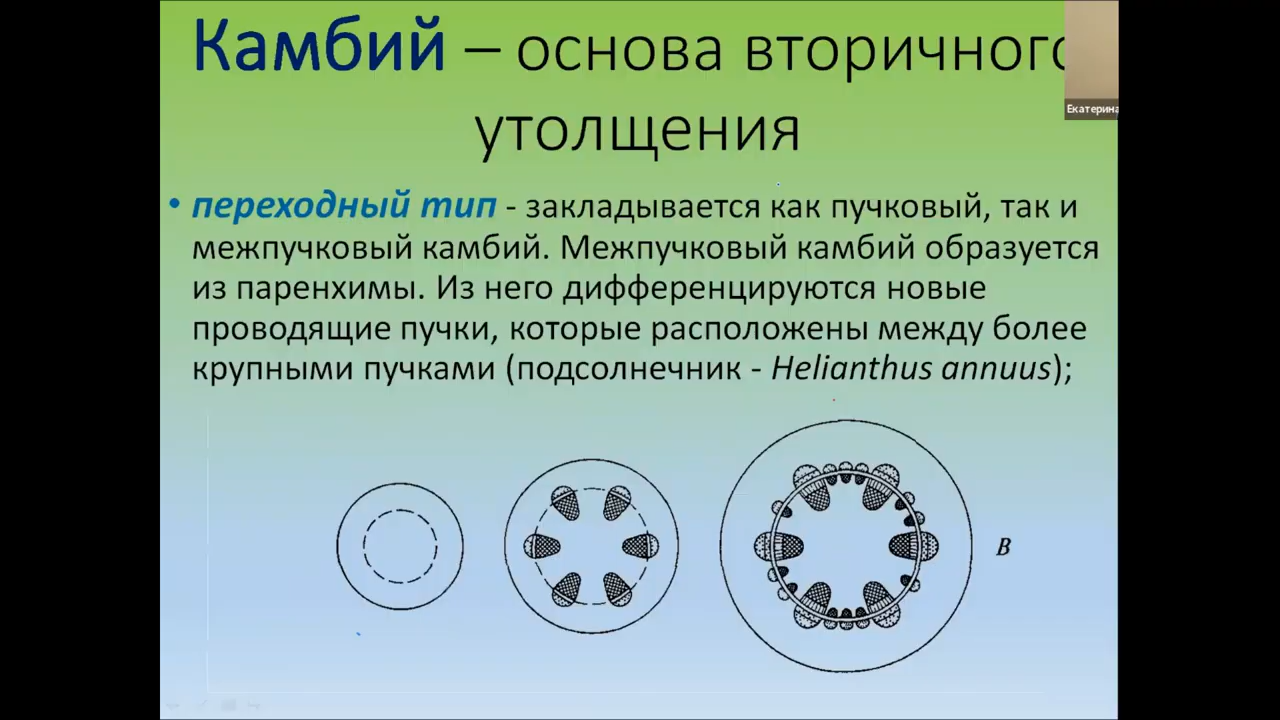 Камбий – основа вторичного
утолщения
Екатерина
• переходный тип - закладывается как пучковый, так и
межпучковый камбий. Межпучковый камбий образуется
из паренхимы. Из него дифференцируются новые
проводящие пучки, которые расположены между более
крупными пучками (подсолнечник - Helianthus annuus);
В